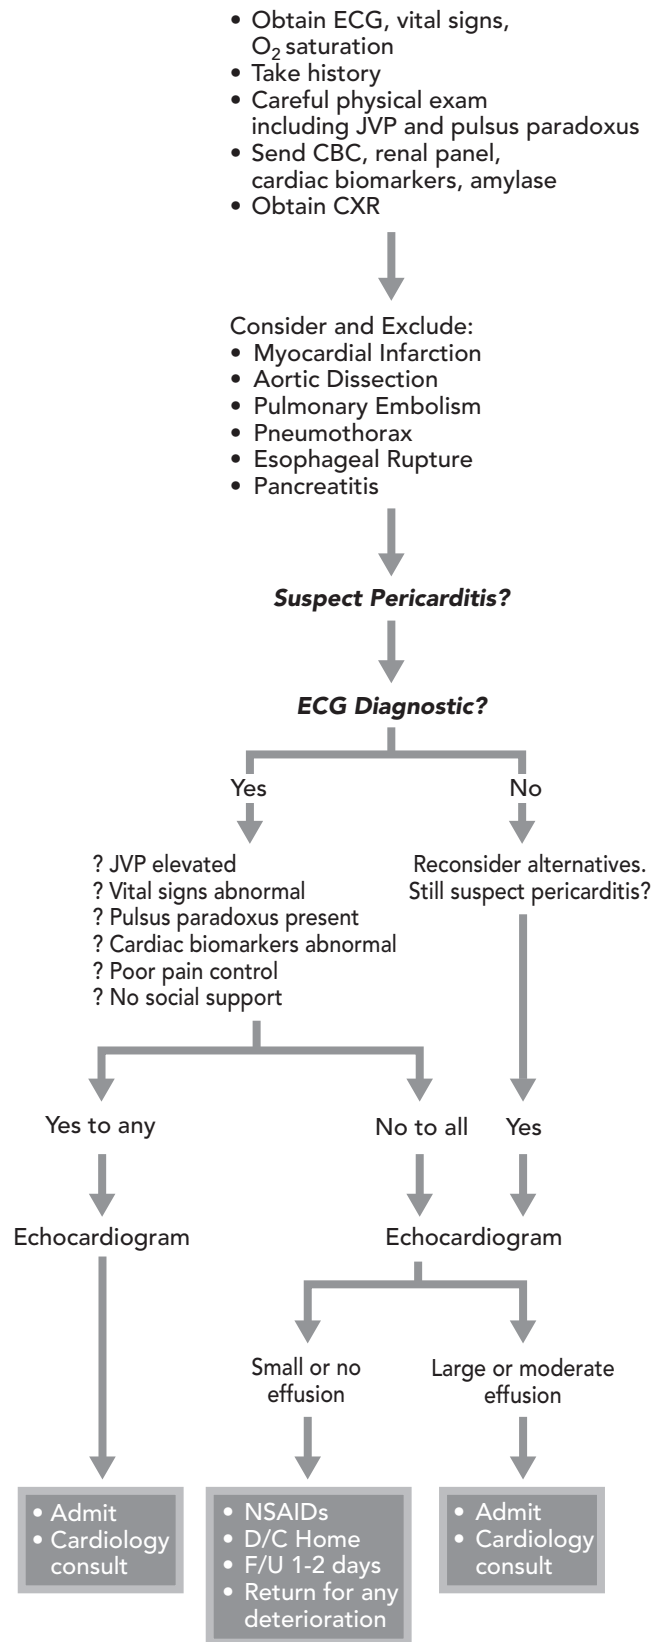 • Obtain ECG, vital signs,
O2 saturation
• Take history
• Careful physical exam
including JVP and pulsus paradoxus
• Send CBC, renal panel,
cardiac biomarkers, amylase
• Obtain CXR
Consider and Exclude:
• Myocardial Infarction
• Aortic Dissection
• Pulmonary Embolism
• Pneumothorax
• Esophageal Rupture
• Pancreatitis
Suspect Pericarditis?
ECG Diagnostic?
Yes
No
? JVP elevated
? Vital signs abnormal
? Pulsus paradoxus present
? Cardiac biomarkers abnormal
? Poor pain control
? No social support
Reconsider alternatives.
Still suspect pericarditis?
Yes to any
No to all
Yes
Echocardiogram
Echocardiogram
Small or no
effusion
Large or moderate
effusion
• Admit
• Cardiology
consult
• NSAIDs
• D/C Home
• F/U 1-2 days
• Return for any
deterioration
• Admit
• Cardiology
consult